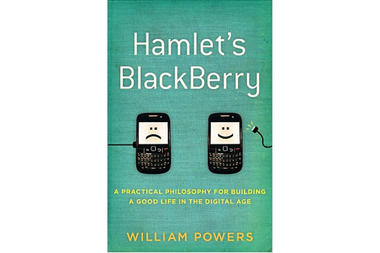 Hamlet's
BlackBerry
A PRACTICAL PHILOSOPHY FOR BUILDING
A GOOD LIFE IN THE DIGITAL AGE
WILLIAM POWERS